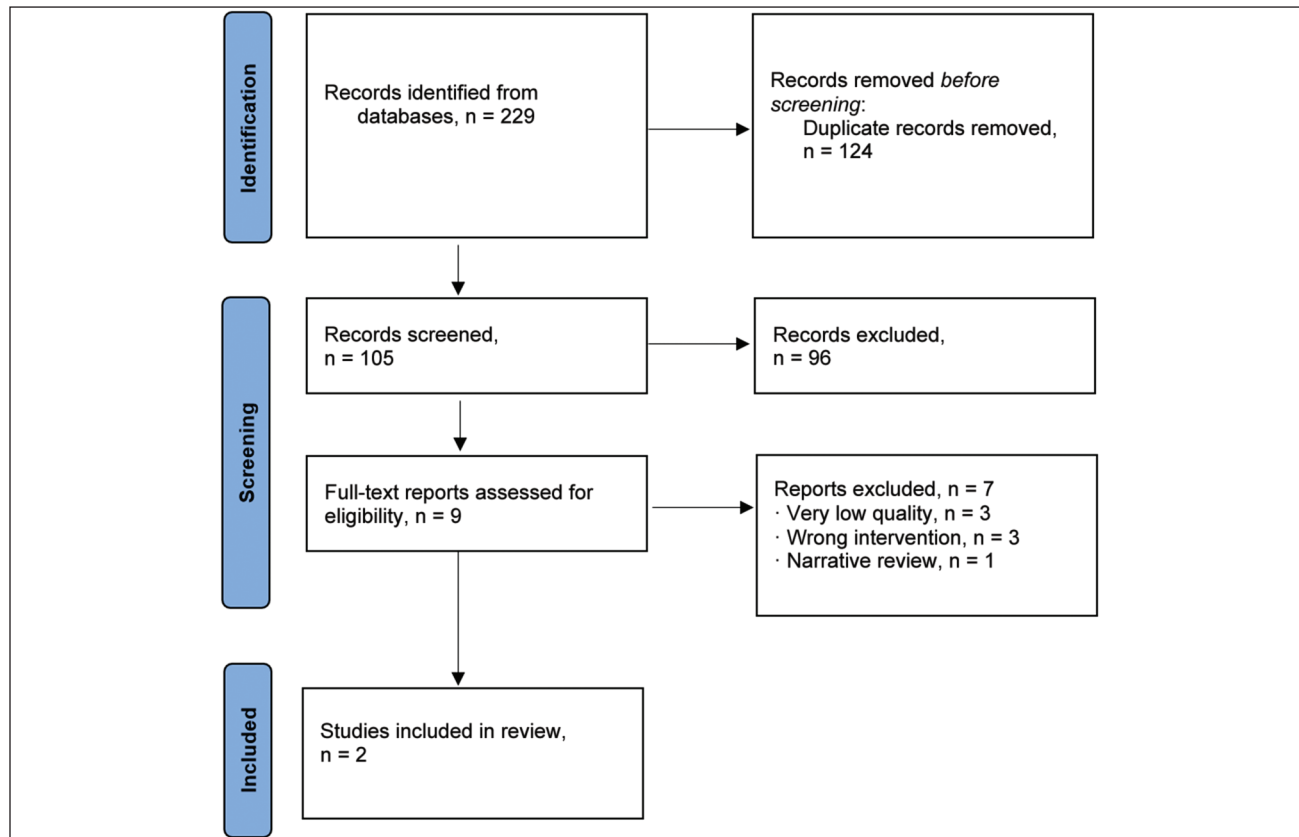 Identification
Records identified from
databases, n = 229
Records removed before
screening:
Duplicate records removed,
n = 124
Screening
Records screened,
n = 105
Records excluded,
n = 96
Full-text reports assessed for
eligibility, n = 9
Reports excluded, n = 7
· Very low quality, n = 3
· Wrong intervention, n = 3
· Narrative review, n = 1
Included
Studies included in review,
n = 2